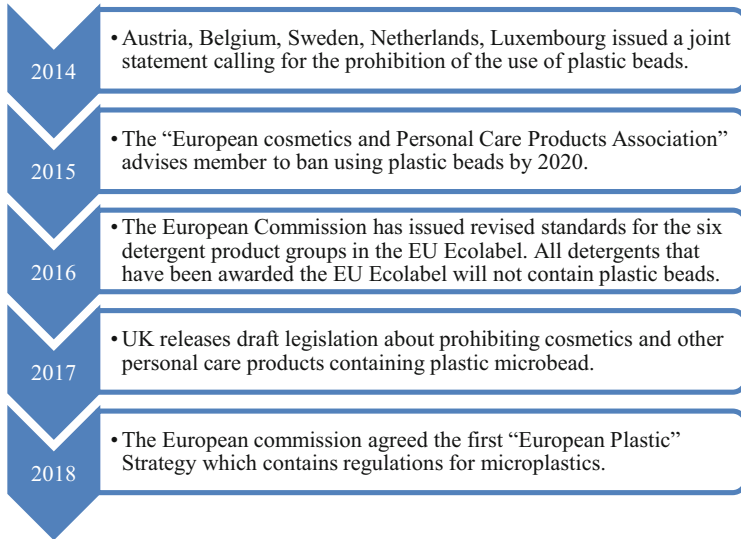 2014
• Austria, Belgium, Sweden, Netherlands, Luxembourg issued a joint
statement calling for the prohibition of the use of plastic beads.
2015
• The “European cosmetics and Personal Care Products Association”
advises member to ban using plastic beads by 2020.
2016
• The European Commission has issued revised standards for the six
detergent product groups in the EU Ecolabel. All detergents that
have been awarded the EU Ecolabel will not contain plastic beads.
2017
• UK releases draft legislation about prohibiting cosmetics and other
personal care products containing plastic microbead.
2018
• The European commission agreed the first “European Plastic”
Strategy which contains regulations for microplastics.